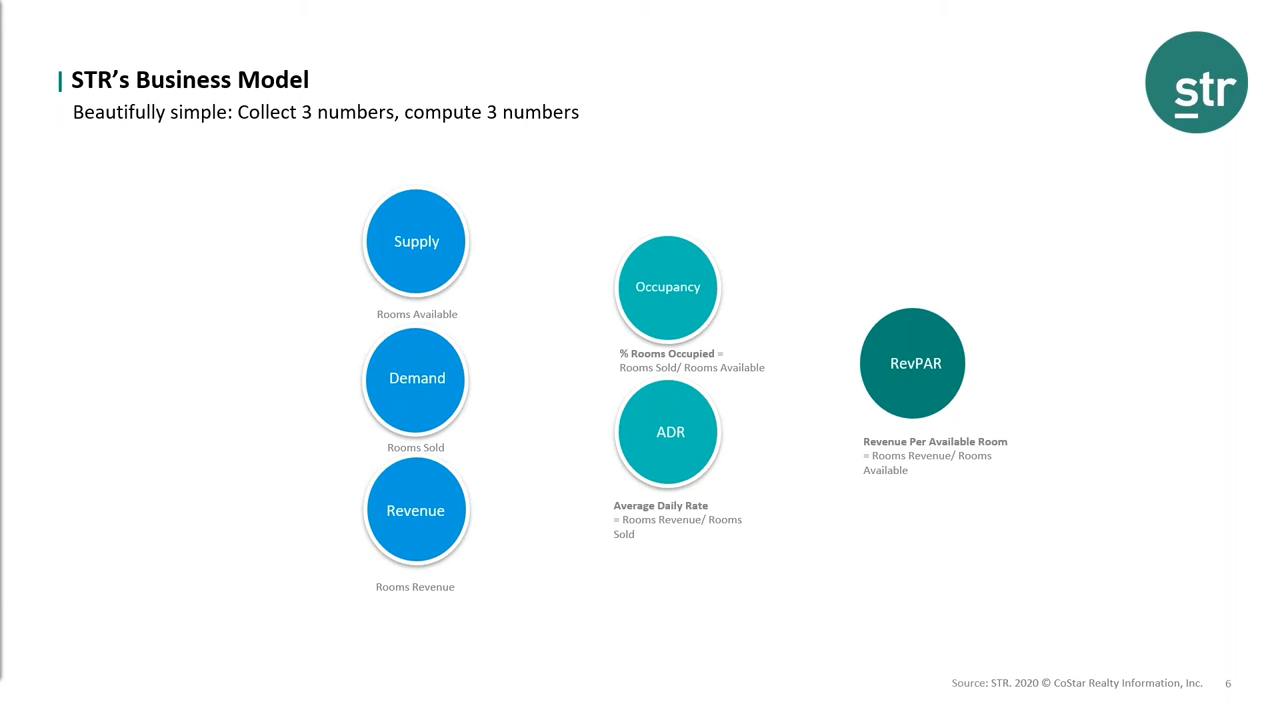 STR’s Business Model
Beautifully simple: Collect 3 numbers, compute 3 numbers
str
Supply
Rooms Available
Demand
Rooms Sold
Revenue
Rooms Revenue
Occupancy
% Rooms Occupied =
Rooms Sold/ Rooms Available
ADR
Average Daily Rate
= Rooms Revenue/ Rooms
Sold
RevPAR
Revenue Per Available Room
= Rooms Revenue/ Rooms
Available
Source: STR. 2020 © CoStar Realty Information, Inc.
6